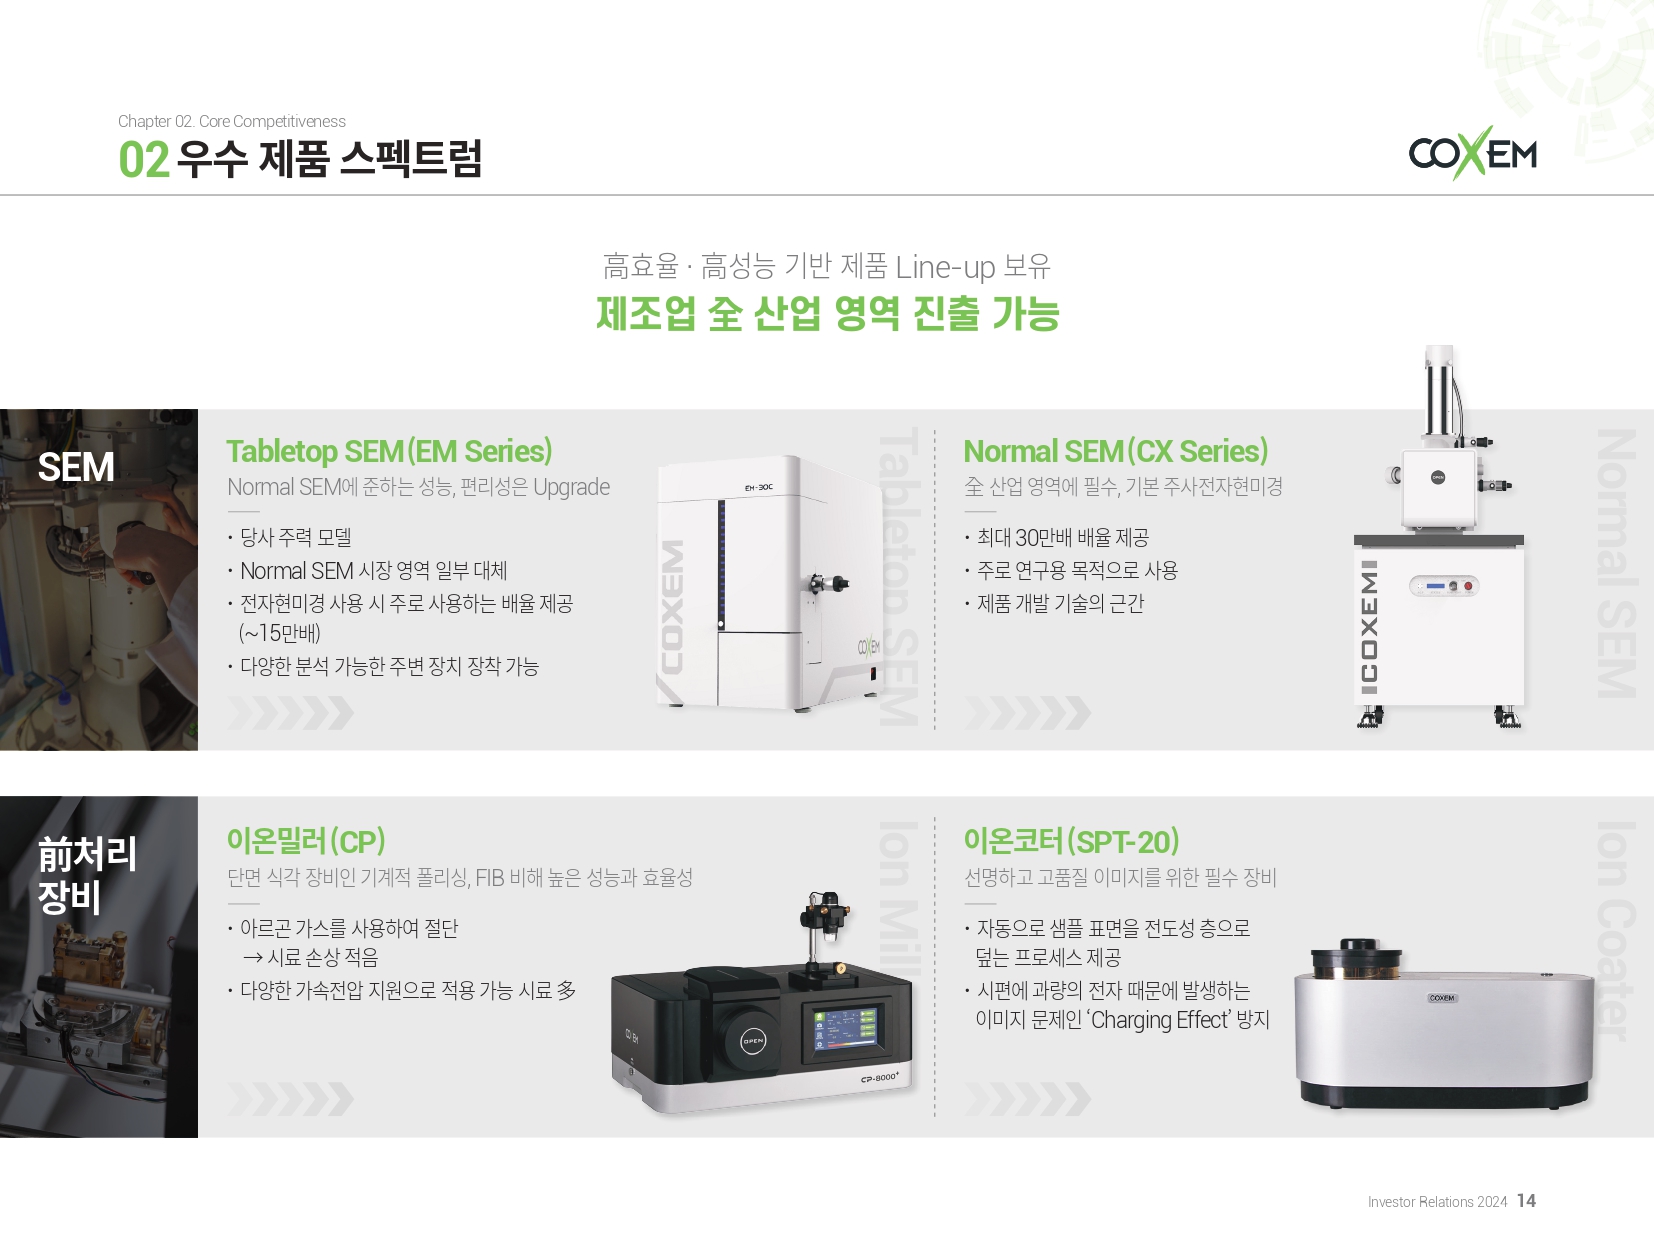 Chapter 02. Core Competitiveness
02 우수 제품 스펙트럼
COXEM
高효율 · 高성능 기반 제품 Line-up 보유
제조업 全 산업 영역 진출 가능
SEM
Tabletop SEM (EM Series)
Normal SEM에 준하는 성능, 편리성은 Upgrade
· 당사 주력 모델
· Normal SEM 시장 영역 일부 대체
· 전자현미경 사용 시 주로 사용하는 배율 제공
(~15만배)
· 다양한 분석 가능한 주변 장치 장착 가능
EM-30C
COXEM
COXEM
Tabletop SEM
Normal SEM (CX Series)
全 산업 영역에 필수, 기본 주사전자현미경
· 최대 30만배 배율 제공
· 주로 연구용 목적으로 사용
· 제품 개발 기술의 근간
OPEN
COXEM
Normal SEM
前처리
장비
이온밀러 (CP)
단면 식각 장비인 기계적 폴리싱, FIB 비해 높은 성능과 효율성
· 아르곤 가스를 사용하여 절단
→ 시료 손상 적음
· 다양한 가속전압 지원으로 적용 가능 시료 多
COXEM
OPEN
CP-8000+
Ion Mill
이온코터 (SPT-20)
선명하고 고품질 이미지를 위한 필수 장비
· 자동으로 샘플 표면을 전도성 층으로
덮는 프로세스 제공
· 시편에 과량의 전자 때문에 발생하는
이미지 문제인 ‘Charging Effect’ 방지
COXEM
Ion Coater
Investor Relations 2024 14